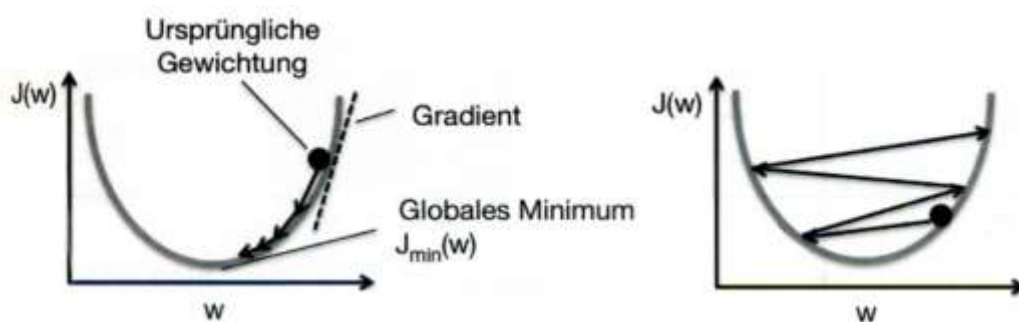 Ursprüngliche
Gewichtung
J(w)
Gradient
Globales Minimum
Jmin(w)
w
J(w)
w